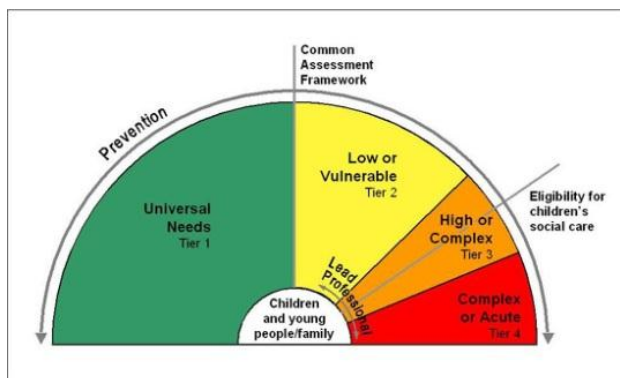 Common
Assessment
Framework
Prevention
Low or
Vulnerable
Tier 2
Universal
Needs
Tier 1
Eligibility for
children's
social care
High or
Complex
Tier 3
Lead
Professional
Complex
or Acute
Tier 4
Children
and young
people/family